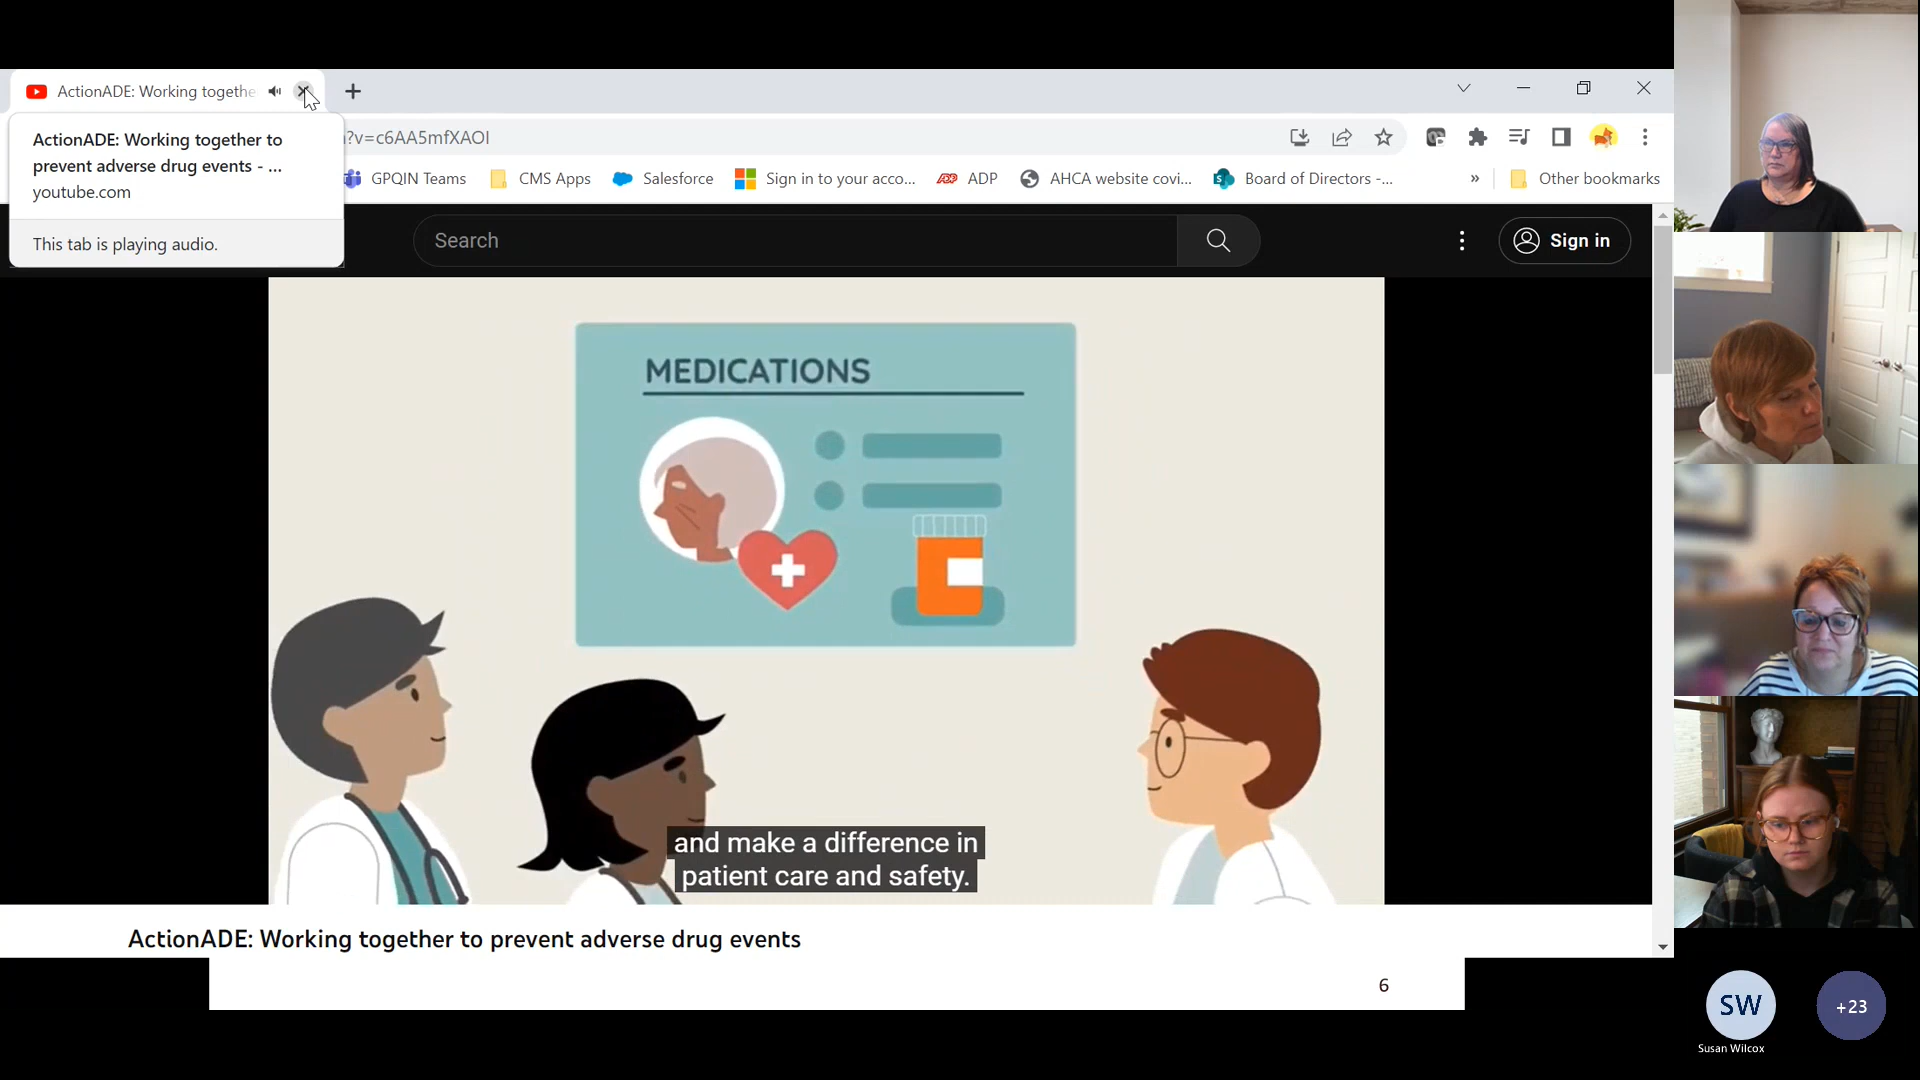 ActionADE: Working togethe
ActionADE: Working together to
prevent adverse drug events - ...
youtube.com
This tab is playing audio.
?v=c6AA5mfXAOI
GPQIN Teams
CMS Apps
Salesforce
Sign in to your acco...
ADP
AHCA website covi...
Board of Directors -...
»
Other bookmarks
Search
Sign in
MEDICATIONS
and make a difference in
patient care and safety.
ActionADE: Working together to prevent adverse drug events
6
SW
Susan Wilcox
+23